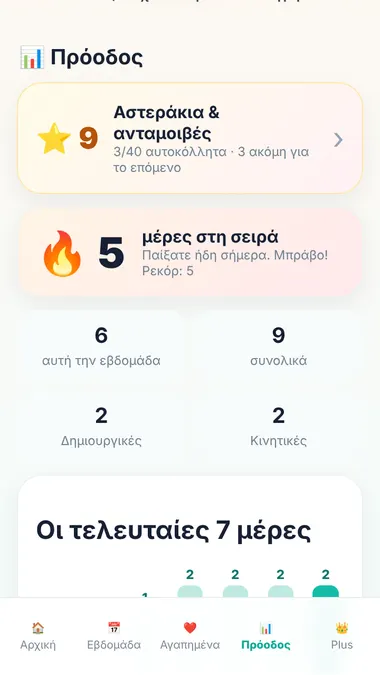 📊 Πρόοδος
⭐ 9
Αστεράκια &
ανταμοιβές
3/40 αυτοκόλλητα · 3 ακόμη για
το επόμενο
🔥 5
μέρες στη σειρά
Παίξατε ήδη σήμερα. Μπράβο!
Ρεκόρ: 5
6
αυτή την εβδομάδα
9
συνολικά
2
Δημιουργικές
2
Κινητικές
Οι τελευταίες 7 μέρες
2 2 2 2
Αρχική
Εβδομάδα
Αγαπημένα
Πρόοδος
Plus